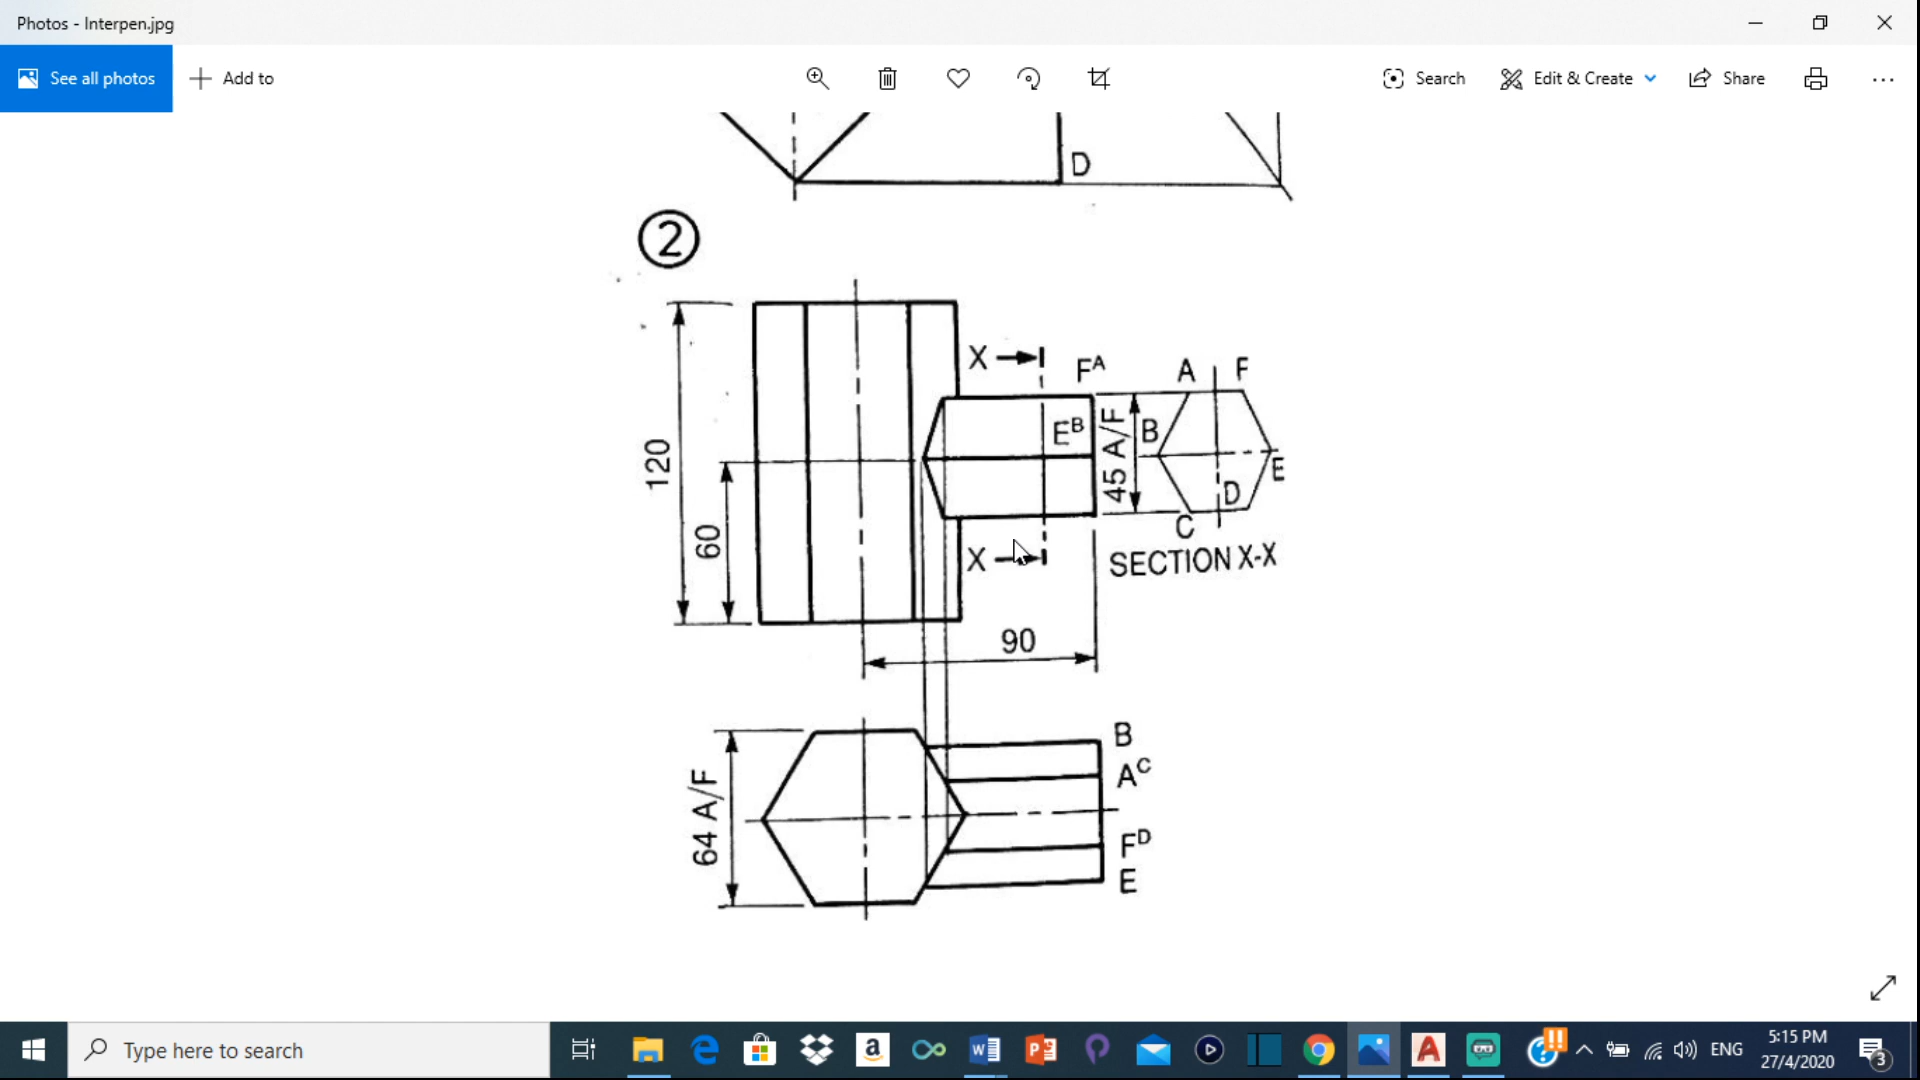 Photos - Interpen.jpg
See all photos
Add to
Search
Edit & Create
Share
D
2
X
F^A
A
F
E^B
B
45 A/F
E
120
D
C
60
X
SECTION X-X
90
B
A^C
64 A/F
F^D
E
Type here to search
ENG
5:15 PM
27/4/2020
3